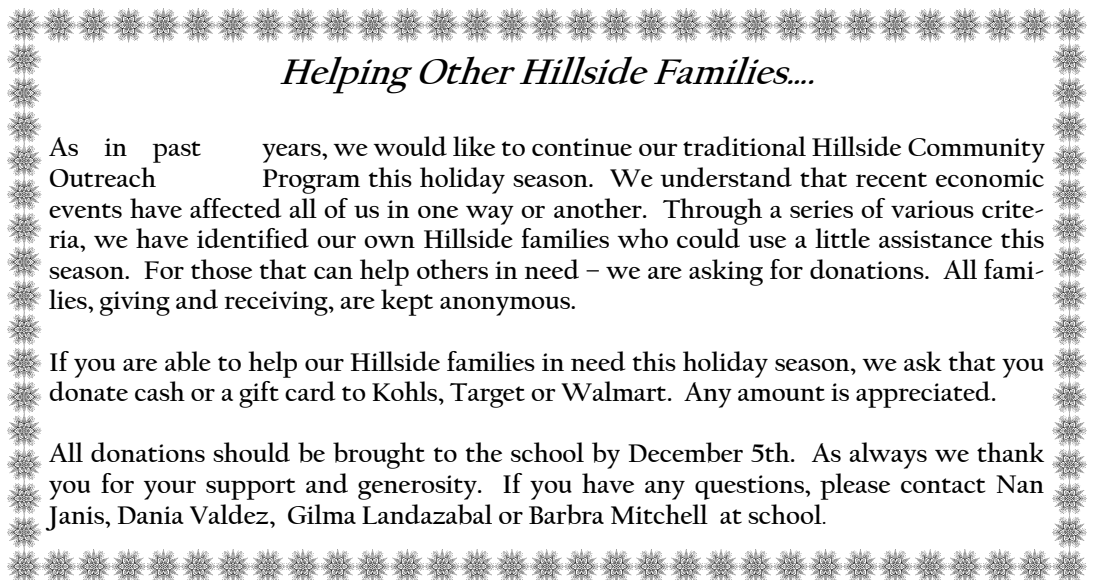 Helping Other Hillside Families....
As in past years, we would like to continue our traditional Hillside Community
Outreach Program this holiday season. We understand that recent economic
events have affected all of us in one way or another. Through a series of various crite-
ria, we have identified our own Hillside families who could use a little assistance this
season. For those that can help others in need – we are asking for donations. All fami-
lies, giving and receiving, are kept anonymous.
If you are able to help our Hillside families in need this holiday season, we ask that you
donate cash or a gift card to Kohls, Target or Walmart. Any amount is appreciated.
All donations should be brought to the school by December 5th. As always we thank
you for your support and generosity. If you have any questions, please contact Nan
Janis, Dania Valdez, Gilma Landazabal or Barbra Mitchell at school.